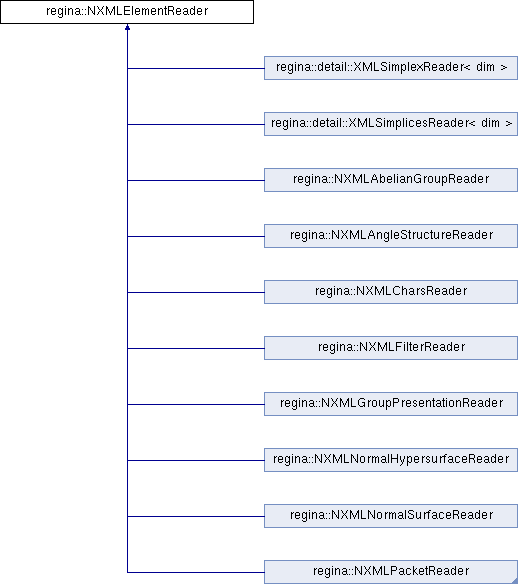 regina::NXMLElementReader
regina::detail::XMLSimplexReader< dim >
regina::detail::XMLSimplicesReader< dim >
regina::NXMLAbelianGroupReader
regina::NXMLAngleStructureReader
regina::NXMLCharsReader
regina::NXMLFilterReader
regina::NXMLGroupPresentationReader
regina::NXMLNormalHypersurfaceReader
regina::NXMLNormalSurfaceReader
regina::NXMLPacketReader